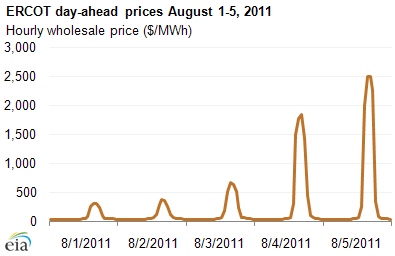 ERCOT day-ahead prices August 1-5, 2011
Hourly wholesale price ($/MWh)
3,000
2,500
2,000
1,500
1,000
500
0
8/1/2011 8/2/2011 8/3/2011 8/4/2011 8/5/2011
eia